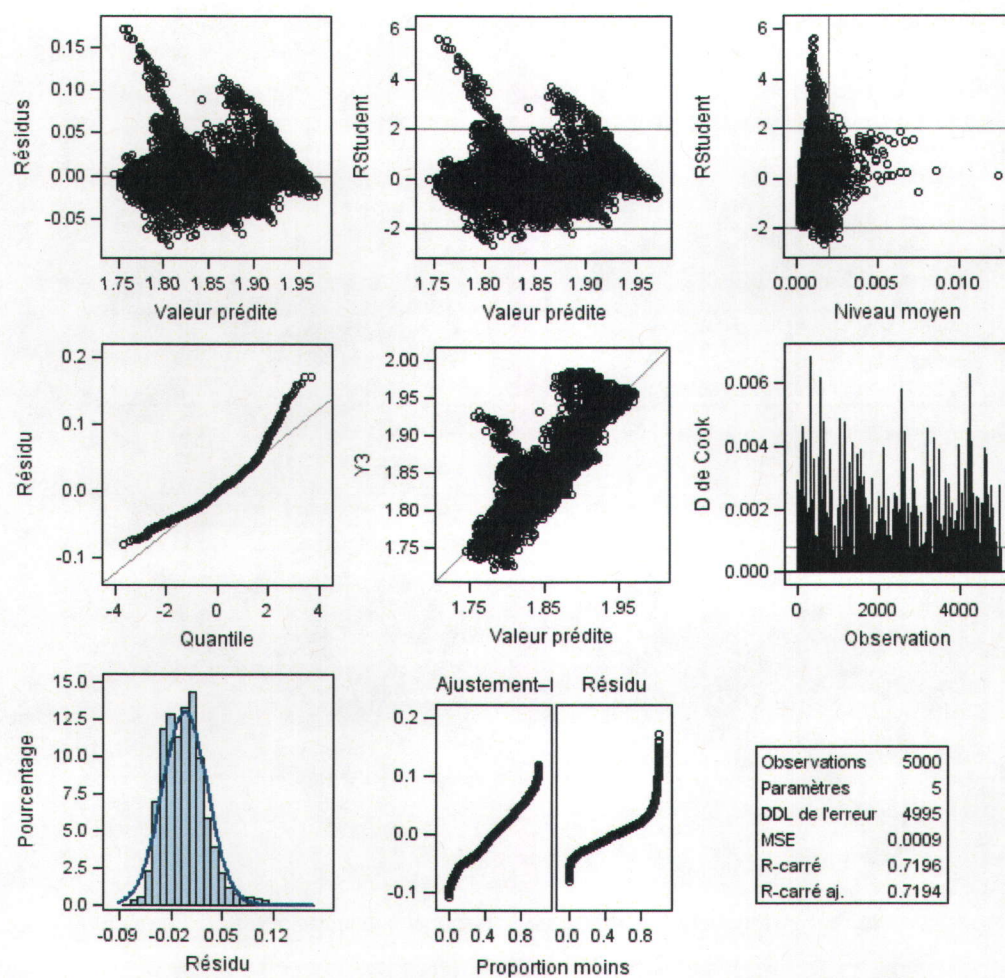 0.15
0.10
0.05
0.00
-0.05
Résidus
1.75 1.80 1.85 1.90 1.95
Valeur prédite
6
4
2
0
-2
RStudent
1.75 1.80 1.85 1.90 1.95
Valeur prédite
6
4
2
0
-2
RStudent
0.000 0.005 0.010
Niveau moyen
0.2
0.1
0.0
-0.1
Résidu
-4 -2 0 2 4
Quantile
2.00
1.95
1.90
1.85
1.80
1.75
Y3
1.75 1.85 1.95
Valeur prédite
0.006
0.004
0.002
0.000
D de Cook
0 2000 4000
Observation
15.0
12.5
10.0
7.5
5.0
2.5
0.0
Pourcentage
-0.09 -0.02 0.05 0.12
Résidu
Ajustement– Résidu
0.2
0.1
0.0
-0.1
0.0 0.4 0.8 0.0 0.4 0.8
Proportion moins
Observations 5000
Paramètres 5
DDL de l'erreur 4995
MSE 0.0009
R-carré 0.7196
R-carré aj. 0.7194